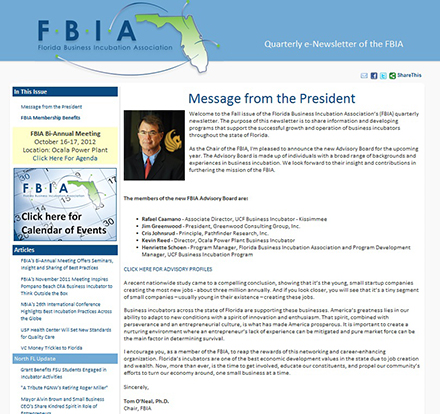 FBIA
Florida Business Incubation Association
Quarterly e-Newsletter of the FBIA
ShareThis
In This Issue
Message from the President
FBIA Membership Benefits
FBIA Bi-Annual Meeting
October 16-17, 2012
Location: Ocala Power Plant
Click Here For Agenda
FBIA
Florida Business Incubation Association
Click here for
Calendar of Events
Articles
FBIA's Bi-Annual Meeting Offers Seminars,
Insight and Sharing of Best Practices
FBIA's November 2011 Meeting Inspires
Pompano Beach CRA Business Incubator to
Think Outside the Box
NBIA's 26th International Conference
Highlights Best Incubation Practices Across
the Globe
USF Health Center Will Set New Standards
for Quality Care
VC Money Trickles to Florida
North FL Update
Grant Benefits FSU Students Engaged in
Incubator Activities
"A Tribute FGNW's Retiring Roger Miller"
Mayor Alvin Brown and Small Business
CEO's Share Kindred Spirit in Role of
Message from the President
Welcome to the Fall issue of the Florida Business Incubation Association's (FBIA) quarterly
newsletter. The purpose of this newsletter is to share information and developing
programs that support the successful growth and operation of business incubators
throughout the state of Florida.
As the Chair of the FBIA, I'm pleased to announce the new Advisory Board for the upcoming
year. The Advisory Board is made up of individuals with a broad range of backgrounds and
experiences in business incubation. We look forward to their insight and contributions in
furthering the mission of the FBIA.
The members of the new FBIA Advisory Board are:
• Rafael Caamano - Associate Director, UCF Business Incubator - Kissimmee
• Jim Greenwood - President, Greenwood Consulting Group, Inc.
• Cris Johnsrud - Principle, Pathfinder Research, Inc.
• Kevin Reed - Director, Ocala Power Plant Business Incubator
• Henriette Schoen - Program Manager, Florida Business Incubation Association and Program Development
Manager, UCF Business Incubation Program
CLICK HERE FOR ADVISORY PROFILES
A recent nationwide study came to a compelling conclusion, showing that it's the young, small startup companies
creating the most new jobs - about three million annually. And if you look closer, you will see that it's a tiny segment
of small companies –usually young in their existence – creating these jobs.
Business incubators across the state of Florida are supporting these businesses. America's greatness lies in our
ability to adapt to new conditions with a spirit of innovation and enthusiasm. That spirit, combined with
perseverance and an entrepreneurial culture, is what has made America prosperous. It is important to create a
nurturing environment where an entrepreneur's lack of experience can be mitigated and pure market force can be
the main factor in determining survival.
I encourage you, as a member of the FBIA, to reap the rewards of this networking and career-enhancing
organization. Florida's incubators are one of the best economic development values in the state due to job creation
and wealth. Now, more than ever, is the time to get involved, educate our constituents, and propel our community's
efforts to turn our economy around, one small business at a time.
Sincerely,
Tom O'Neal, Ph.D.
Chair, FBIA